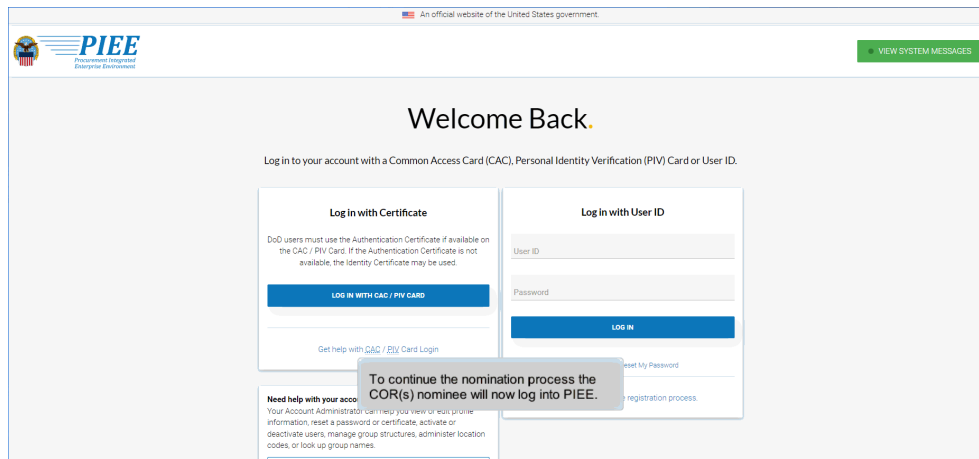 An official website of the United States government.
PIEE
Procurement Integrated
Enterprise Environment
VIEW SYSTEM MESSAGES
Welcome Back.
Log in to your account with a Common Access Card (CAC), Personal Identity Verification (PIV) Card or User ID.
Log in with Certificate
DoD users must use the Authentication Certificate if available on
the CAC / PIV Card. If the Authentication Certificate is not
available, the Identity Certificate may be used.
LOG IN WITH CAC / PIV CARD
Get help with CAC / PIV Card Login
Log in with User ID
User ID
Password
LOG IN
eset My Password
registration process.
To continue the nomination process the
COR(s) nominee will now log into PIEE.
Need help with your acco
Your Account Administrator can help you view or edit profile
information, reset a password or certificate, activate or
deactivate users, manage group structures, administer location
codes, or look up group names.